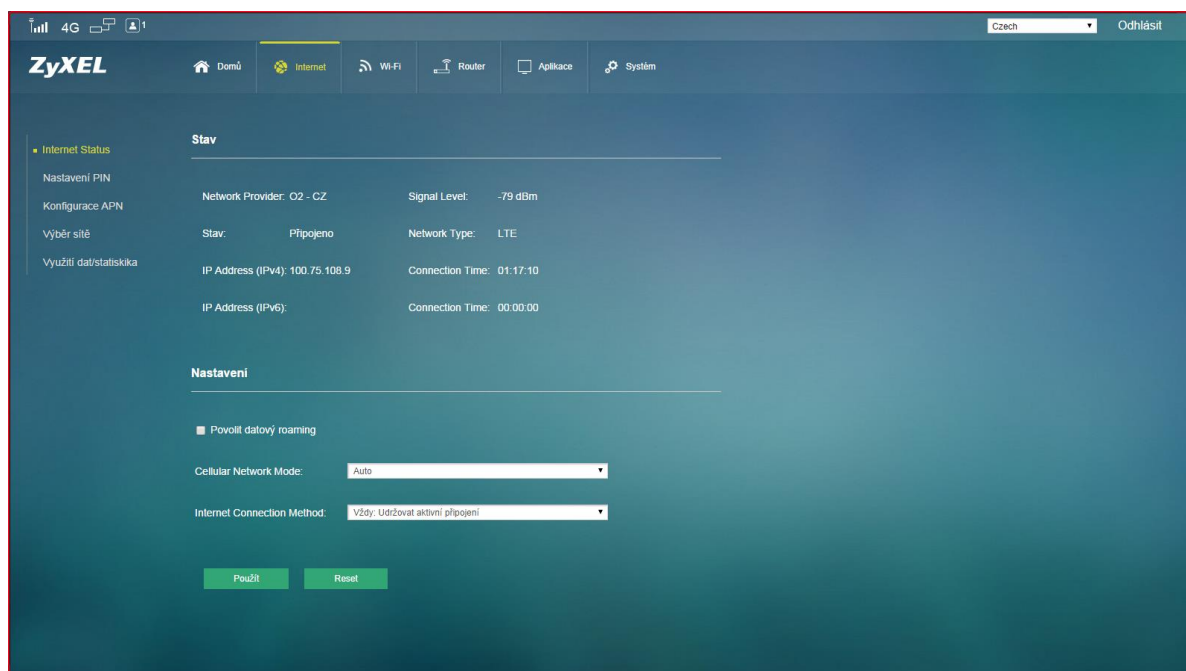 4G 1 Czech Odhlásit
ZyXEL Domů Internet Wi-Fi Router Aplikace Systém
Internet Status
Nastavení PIN
Konfigurace APN
Výběr sítě
Využití dat/statiskika
Stav
Network Provider: O2 - CZ Signal Level: -79 dBm
Stav: Připojeno Network Type: LTE
IP Address (IPv4): 100.75.108.9 Connection Time: 01:17:10
IP Address (IPv6): Connection Time: 00:00:00
Nastavení
Povolit datový roaming
Cellular Network Mode: Auto
Internet Connection Method: Vždy: Udržovat aktivní připojení
Použít Reset